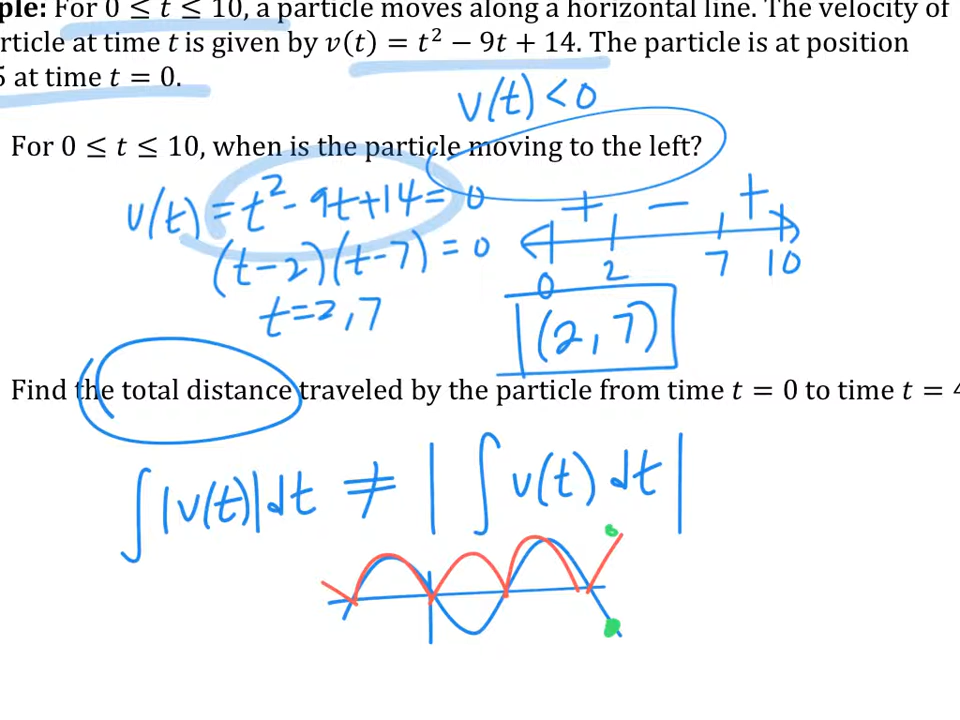 ple: For 0 ≤ t ≤ 10, a particle moves along a horizontal line. The velocity of
rticle at time t is given by v(t) = t² − 9t + 14. The particle is at position
5 at time t = 0.
v(t) < 0
For 0 ≤ t ≤ 10, when is the particle moving to the left?
v(t) = t² - 9t + 14 = 0
+ − +
(t-2)(t-7) = 0
0 2 7 10
t = 2, 7
(2, 7)
Find the total distance traveled by the particle from time t = 0 to time t = 4
∫|v(t)|dt ≠ |∫v(t) dt|